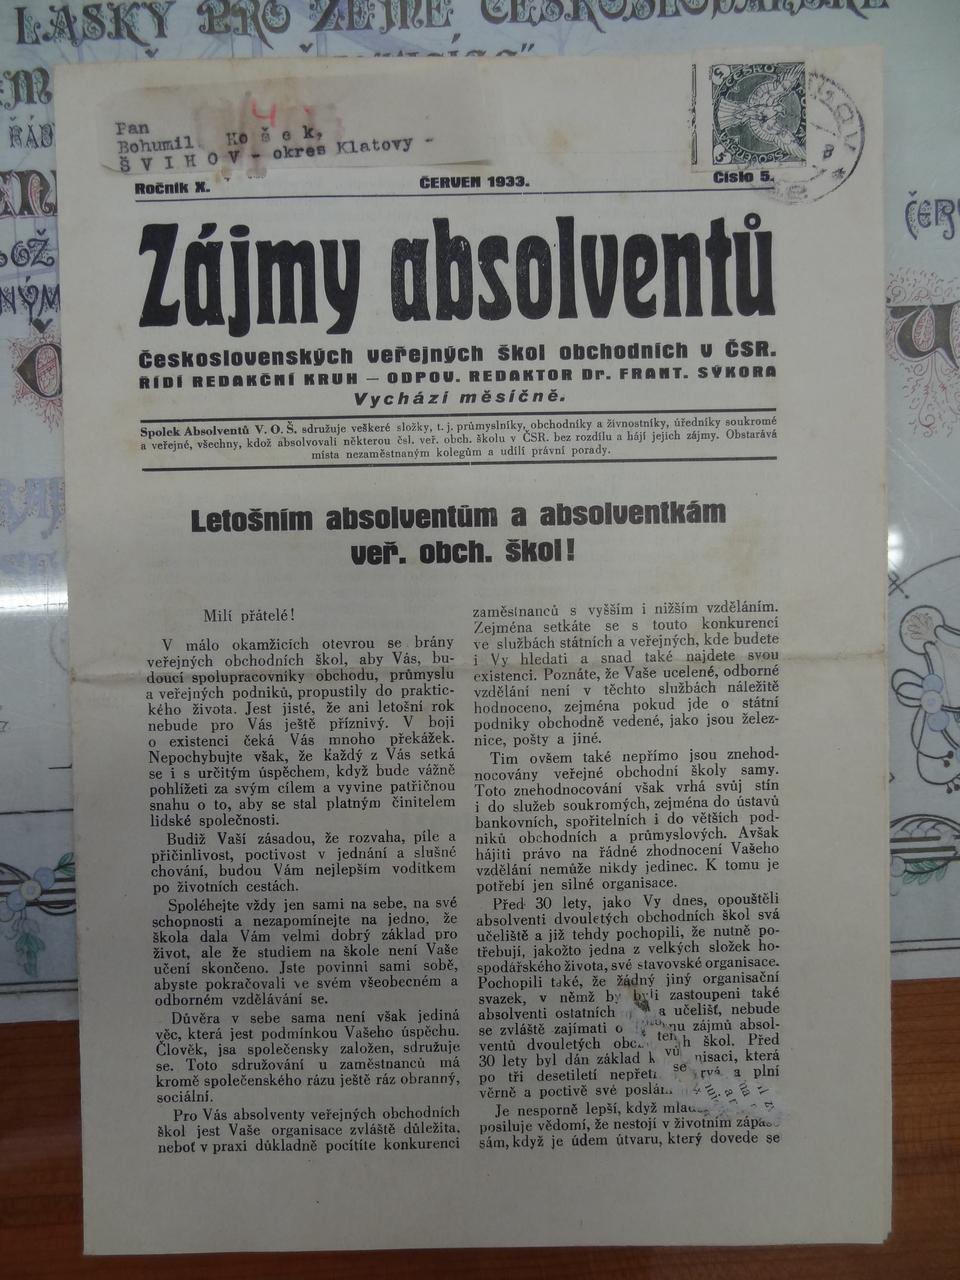 LÁSKY PRO ZEMĚ ČESKOSLOVANSKÉ
4
Pan
Bohumil Košek,
ŠVIHOV - okres Klatovy -
ČESKO
5
5
Ročník X.
ČERVEN 1933.
Číslo 5.
Zájmy absolventů
Československých veřejných škol obchodních v ČSR.
ŘÍDÍ REDAKČNÍ KRUH — ODPOV. REDAKTOR Dr. FRANT. SÝKORA
Vychází měsíčně.
Spolek Absolventů V. O. Š. sdružuje veškeré složky, t. j. průmyslníky, obchodníky a živnostníky, úředníky soukromé
a veřejné, všechny, kdož absolvovali některou čsl. veř. obch. školu v ČSR. bez rozdílu a hájí jejich zájmy. Obstarává
místa nezaměstnaným kolegům a udílí právní porady.
Letošním absolventům a absolventkám
veř. obch. škol!
Milí přátelé!
V málo okamžicích otevrou se brány
veřejných obchodních škol, aby Vás, bu-
doucí spolupracovníky obchodu, průmyslu
a veřejných podniků, propustily do praktic-
kého života. Jest jisté, že ani letošní rok
nebude pro Vás ještě příznivý. V boji
o existenci čeká Vás mnoho překážek.
Nepochybujte však, že každý z Vás setká
se i s určitým úspěchem, když bude vážně
pohlížeti za svým cílem a vyvine patřičnou
snahu o to, aby se stal platným činitelem
lidské společnosti.
Budiž Vaší zásadou, že rozvaha, píle a
přičinlivost, poctivost v jednání a slušné
chování, budou Vám nejlepším vodítkem
po životních cestách.
Spoléhejte vždy jen sami na sebe, na své
schopnosti a nezapomínejte na jedno, že
škola dala Vám velmi dobrý základ pro
život, ale že studiem na škole není Vaše
učení skončeno. Jste povinni sami sobě,
abyste pokračovali ve svém všeobecném a
odborném vzdělávání se.
Důvěra v sebe sama není však jediná
věc, která jest podmínkou Vašeho úspěchu.
Člověk, jsa společensky založen, sdružuje
se. Toto sdružování u zaměstnanců má
kromě společenského rázu ještě ráz obranný,
sociální.
Pro Vás absolventy veřejných obchodních
škol jest Vaše organisace zvláště důležita,
neboť v praxi důkladně pocítíte konkurenci
zaměstnanců s vyšším i nižším vzděláním.
Zejména setkáte se s touto konkurencí
ve službách státních a veřejných, kde budete
i Vy hledati a snad také najdete svou
existenci. Poznáte, že Vaše ucelené, odborné
vzdělání není v těchto službách náležitě
hodnoceno, zejména pokud jde o státní
podniky obchodně vedené, jako jsou želez-
nice, pošty a jiné.
Tím ovšem také nepřímo jsou znehod-
nocovány veřejné obchodní školy samy.
Toto znehodnocování však vrhá svůj stín
i do služeb soukromých, zejména do ústavů
bankovních, spořitelních i do větších pod-
niků obchodních a průmyslových. Avšak
hájiti právo na řádné zhodnocení Vašeho
vzdělání nemůže nikdy jedinec. K tomu je
potřebí jen silné organisace.
Před 30 lety, jako Vy dnes, opouštěli
absolventi dvouletých obchodních škol svá
učeliště a již tehdy pochopili, že nutně po-
třebují, jakožto jedna z velkých složek ho-
spodářského života, své stavovské organisace.
Pochopili také, že žádný jiný organisační
svazek, v němž by byli zastoupeni také
absolventi ostatních a učelišť, nebude
se zvláště zajímati o zájmů absol-
ventů dvouletých škol. Před
30 lety byl dán základ která
po tři desetiletí a plní
věrně a poctivě své
Je nesporně lepší, když
posiluje vědomí, že nestojí v životním
sám, když je údem útvaru, který dovede se